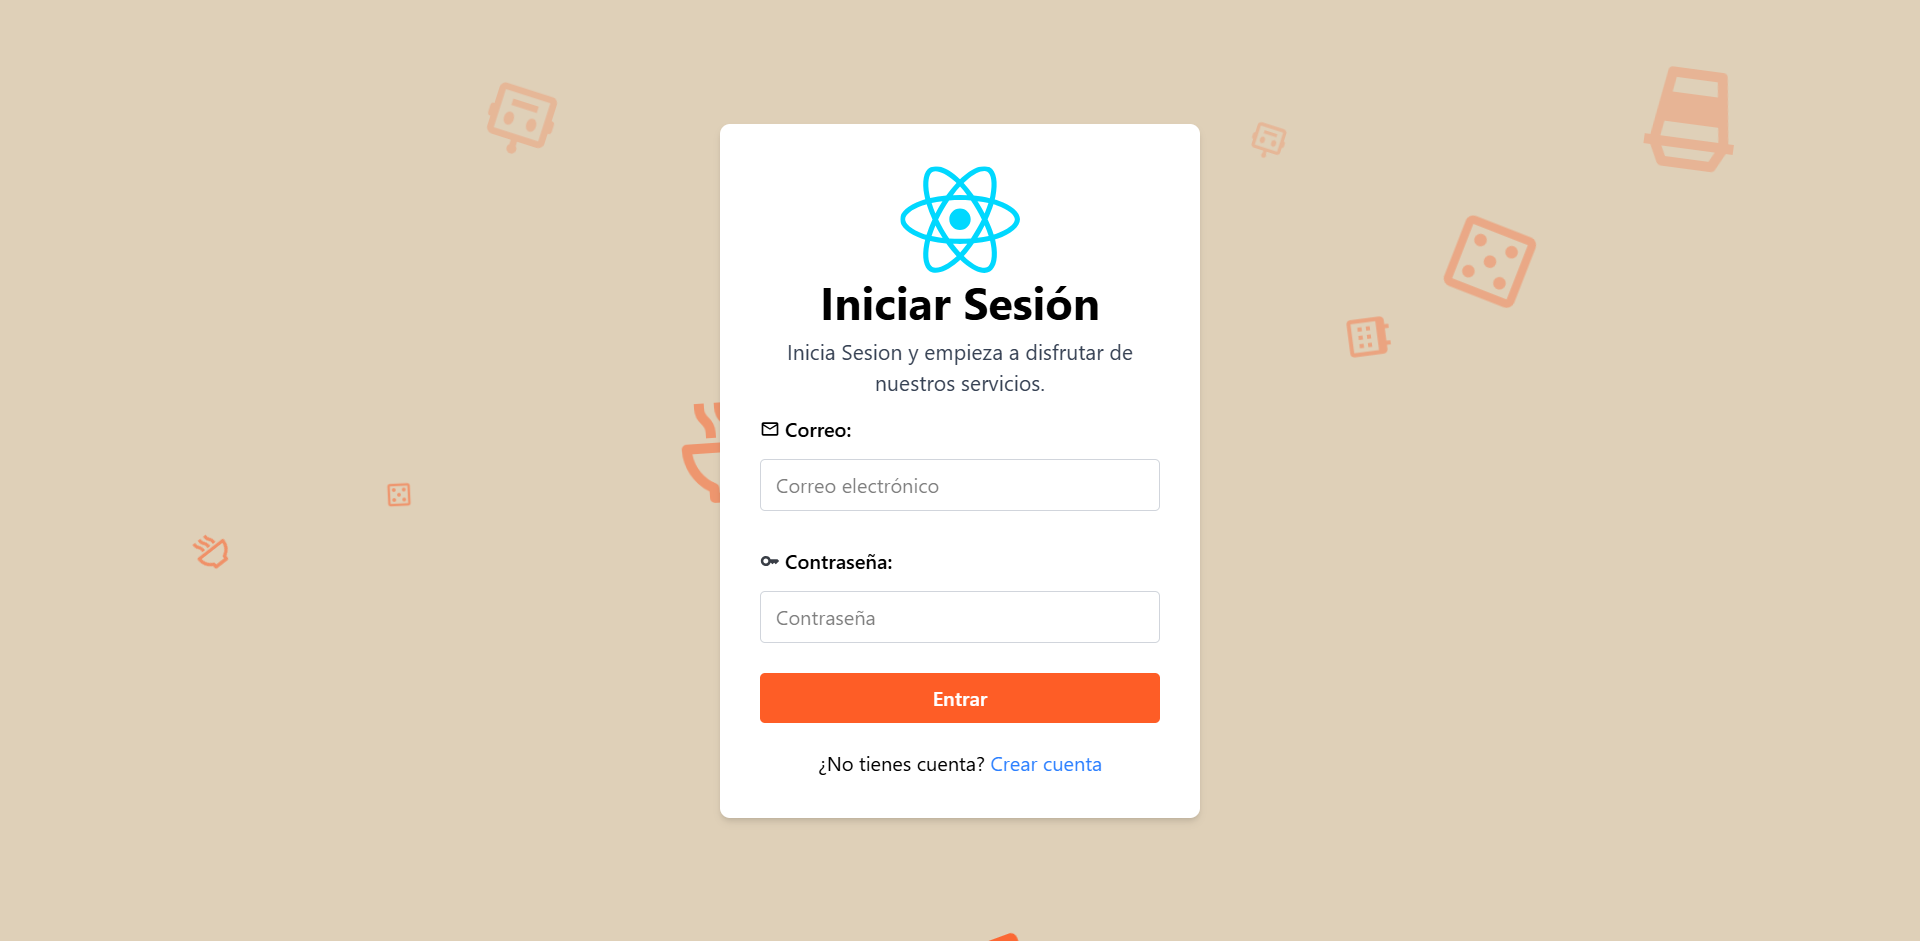 Iniciar Sesión
Inicia Sesion y empieza a disfrutar de
nuestros servicios.
Correo:
Correo electrónico
Contraseña:
Contraseña
Entrar
¿No tienes cuenta? Crear cuenta